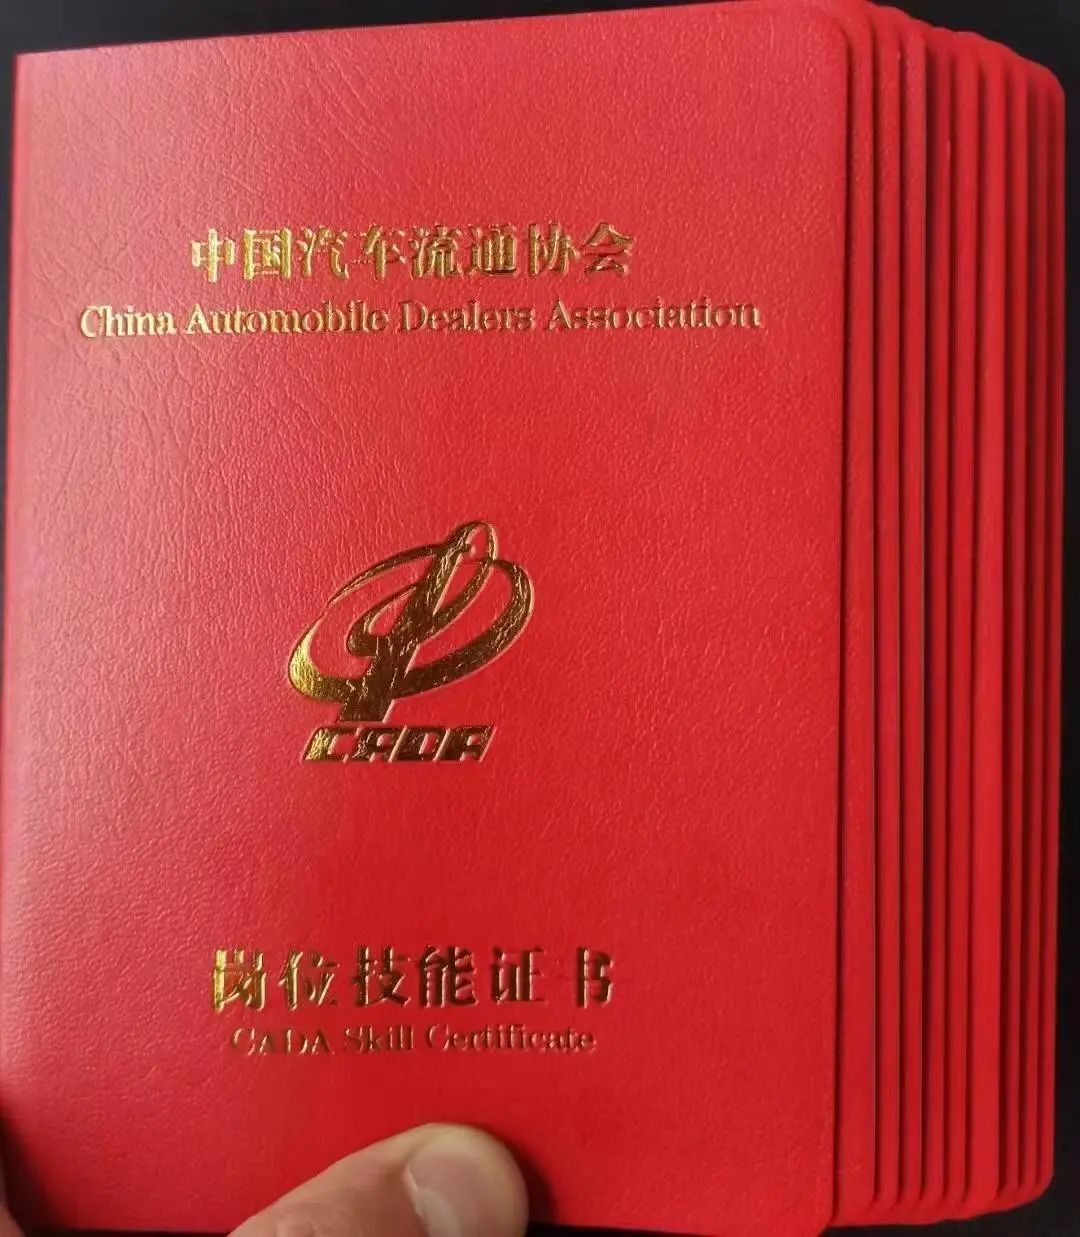 中国汽车流通协会
China Automobile Dealers Association
CADA
岗位技能证书
CADA Skill Certificate